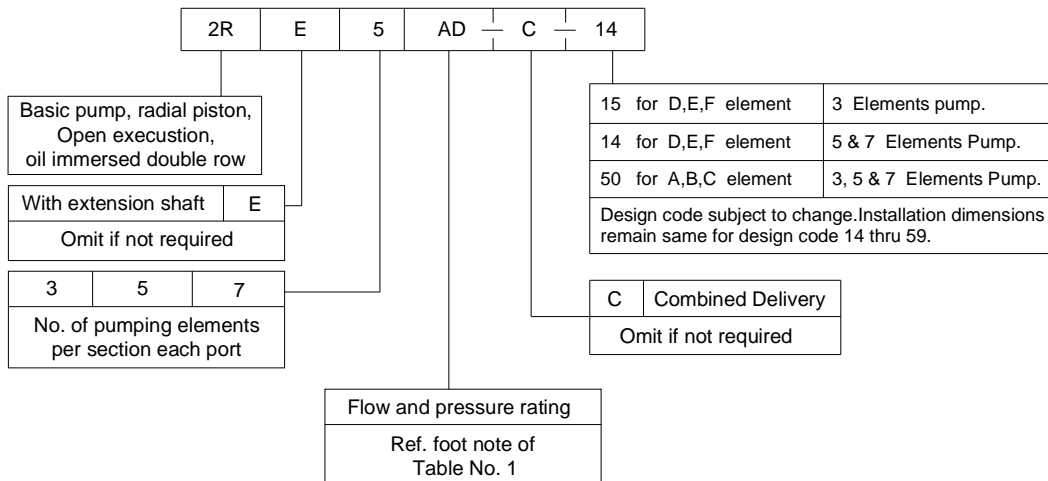 2R E 5 AD - C - 14
Basic pump, radial piston,
Open execustion,
oil immersed double row
With extension shaft E
Omit if not required
3 5 7
No. of pumping elements
per section each port
Flow and pressure rating
Ref. foot note of
Table No. 1
15 for D,E,F element 3 Elements pump.
14 for D,E,F element 5 & 7 Elements Pump.
50 for A,B,C element 3, 5 & 7 Elements Pump.
Design code subject to change.Installation dimensions
remain same for design code 14 thru 59.
C Combined Delivery
Omit if not required